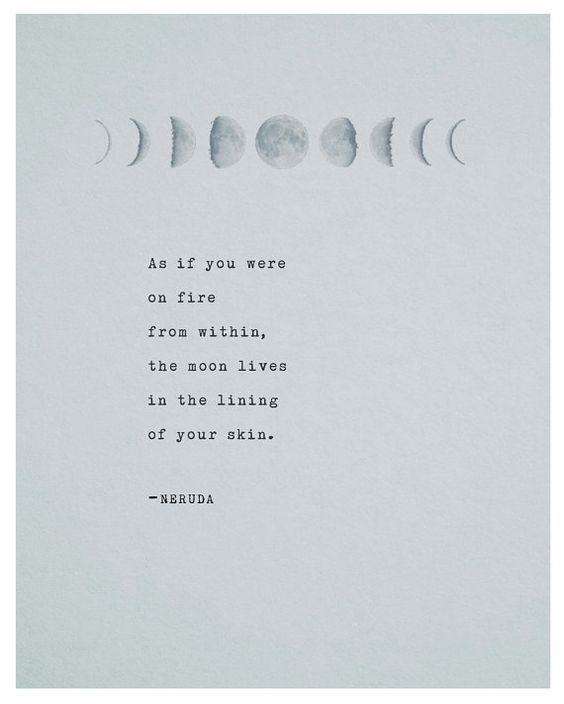 As if you were
on fire
from within,
the moon lives
in the lining
of your skin.
—NERUDA